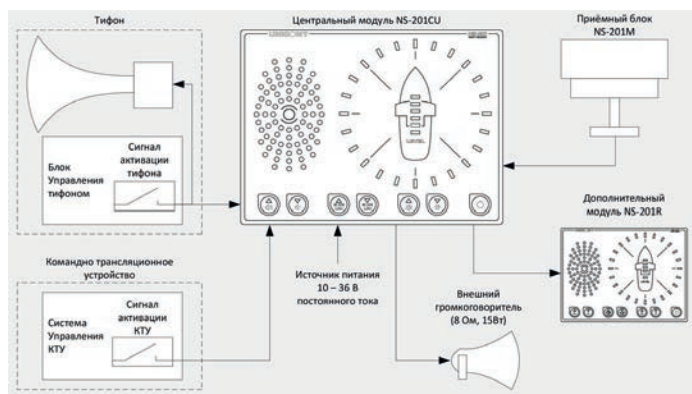 Тифон
Центральный модуль NS-201CU
Приёмный блок
NS-201M
Сигнал
активации
тифона
Блок
Управления
тифоном
LEVEL
Дополнительный
модуль NS-201R
Командно трансляционное
устройство
Источник питания
10 – 36 В
постоянного тока
Внешний
громкоговоритель
(8 Ом, 15Вт)
Сигнал
активации
КТУ
Система
Управления
КТУ